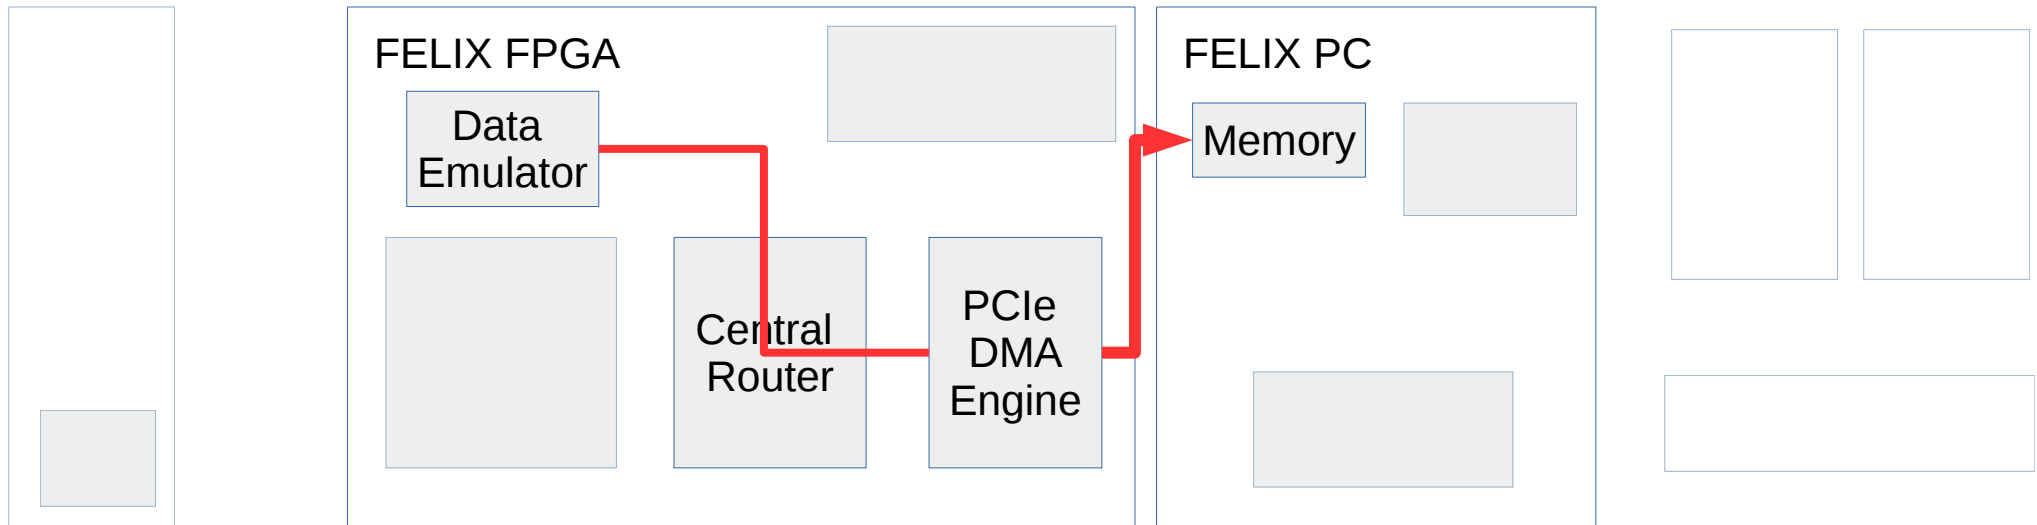 FELIX FPGA
Data
Emulator
Central
Router
PCIe
DMA
Engine
FELIX PC
Memory